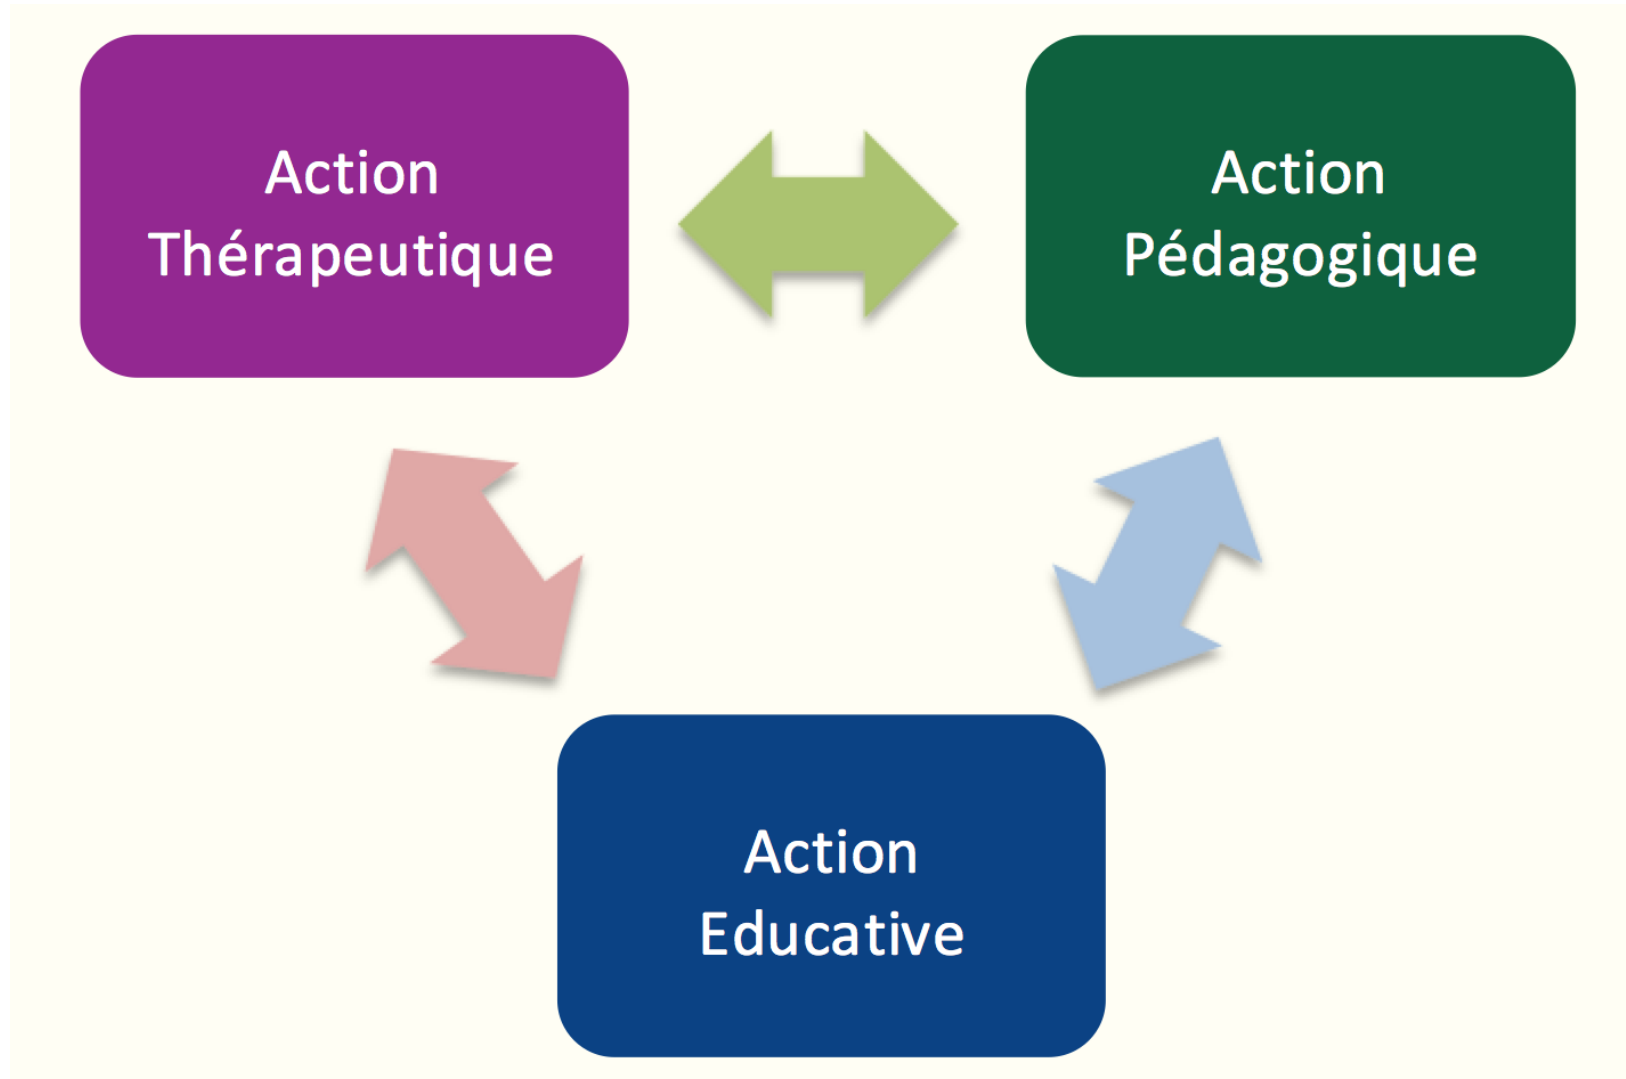 Action
Thérapeutique
Action
Pédagogique
Action
Educative